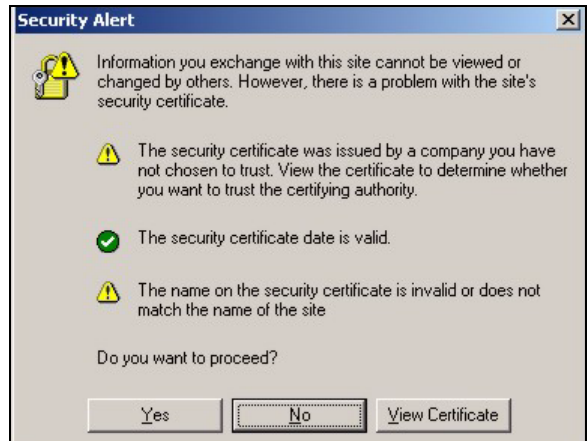 Security Alert
Information you exchange with this site cannot be viewed or
changed by others. However, there is a problem with the site's
security certificate.
The security certificate was issued by a company you have
not chosen to trust. View the certificate to determine whether
you want to trust the certifying authority.
The security certificate date is valid.
The name on the security certificate is invalid or does not
match the name of the site
Do you want to proceed?
Yes No View Certificate